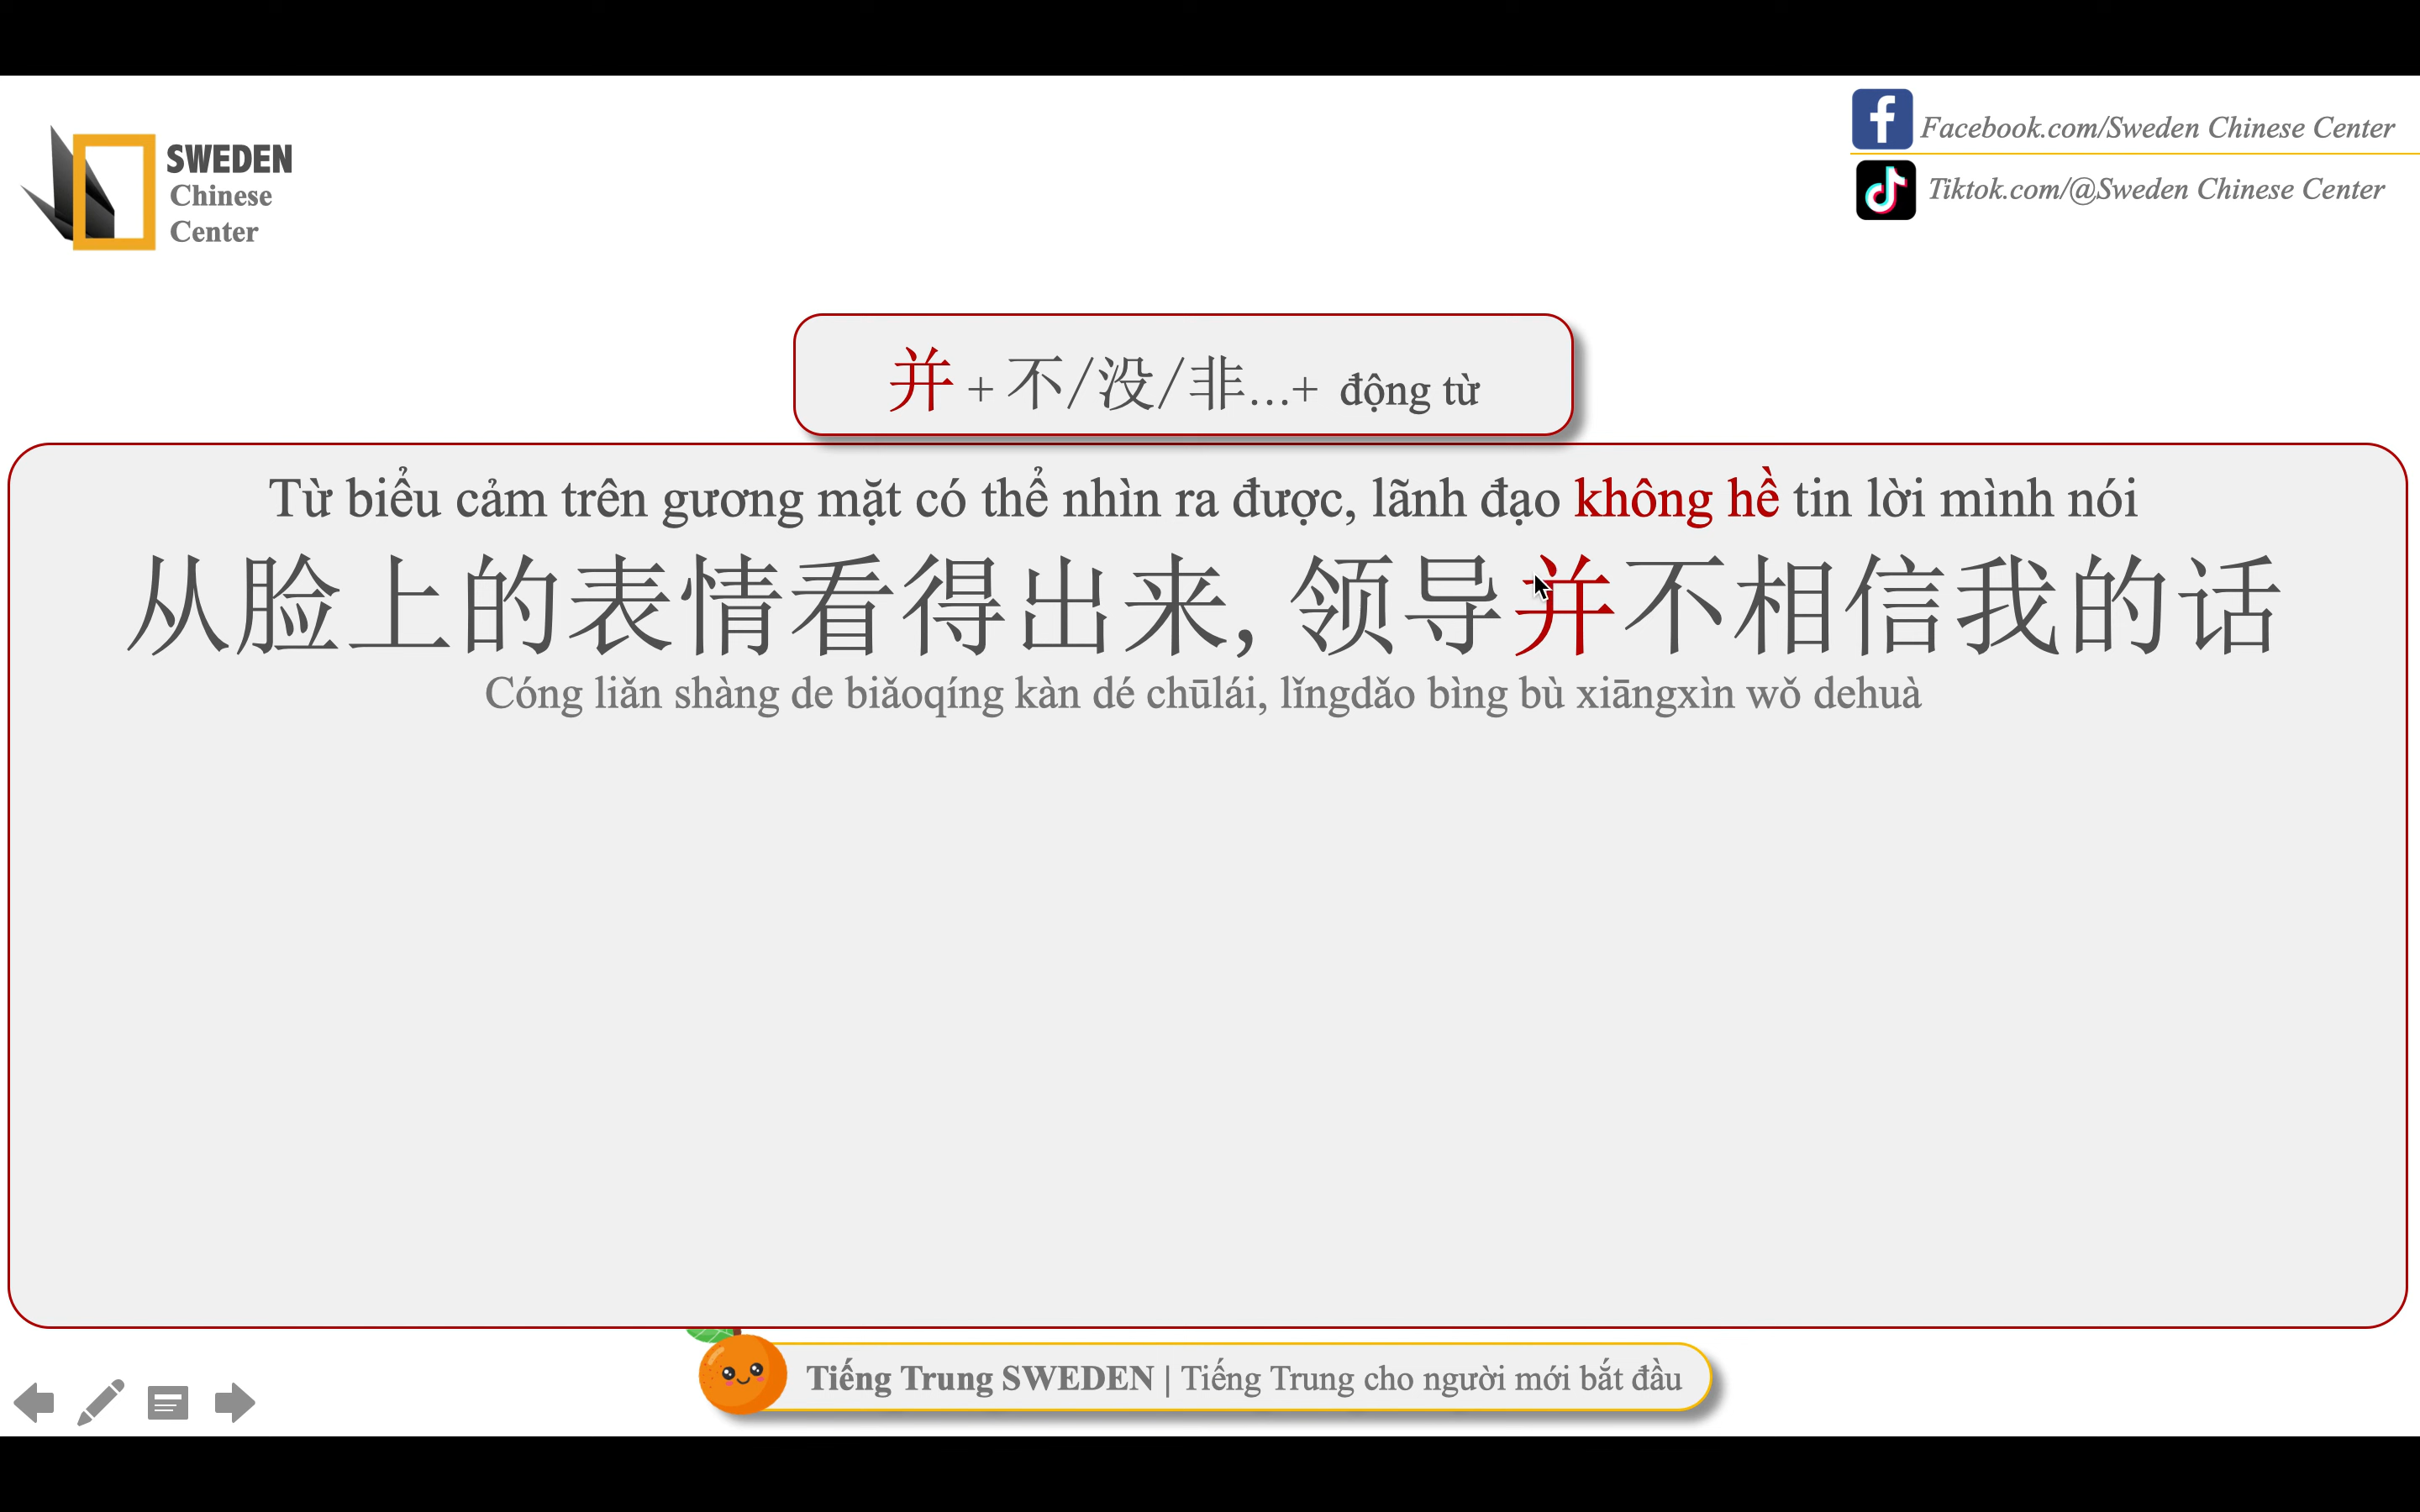 SWEDEN
Chinese
Center
Facebook.com/Sweden Chinese Center
Tiktok.com/@Sweden Chinese Center
并 + 不/没/非...+ động từ
Từ biểu cảm trên gương mặt có thể nhìn ra được, lãnh đạo không hề tin lời mình nói
从脸上的表情看得出来, 领导并不相信我的话
Cóng liǎn shàng de biǎoqíng kàn dé chūlái, lǐngdǎo bìng bù xiāngxìn wǒ dehuà
Tiếng Trung SWEDEN | Tiếng Trung cho người mới bắt đầu